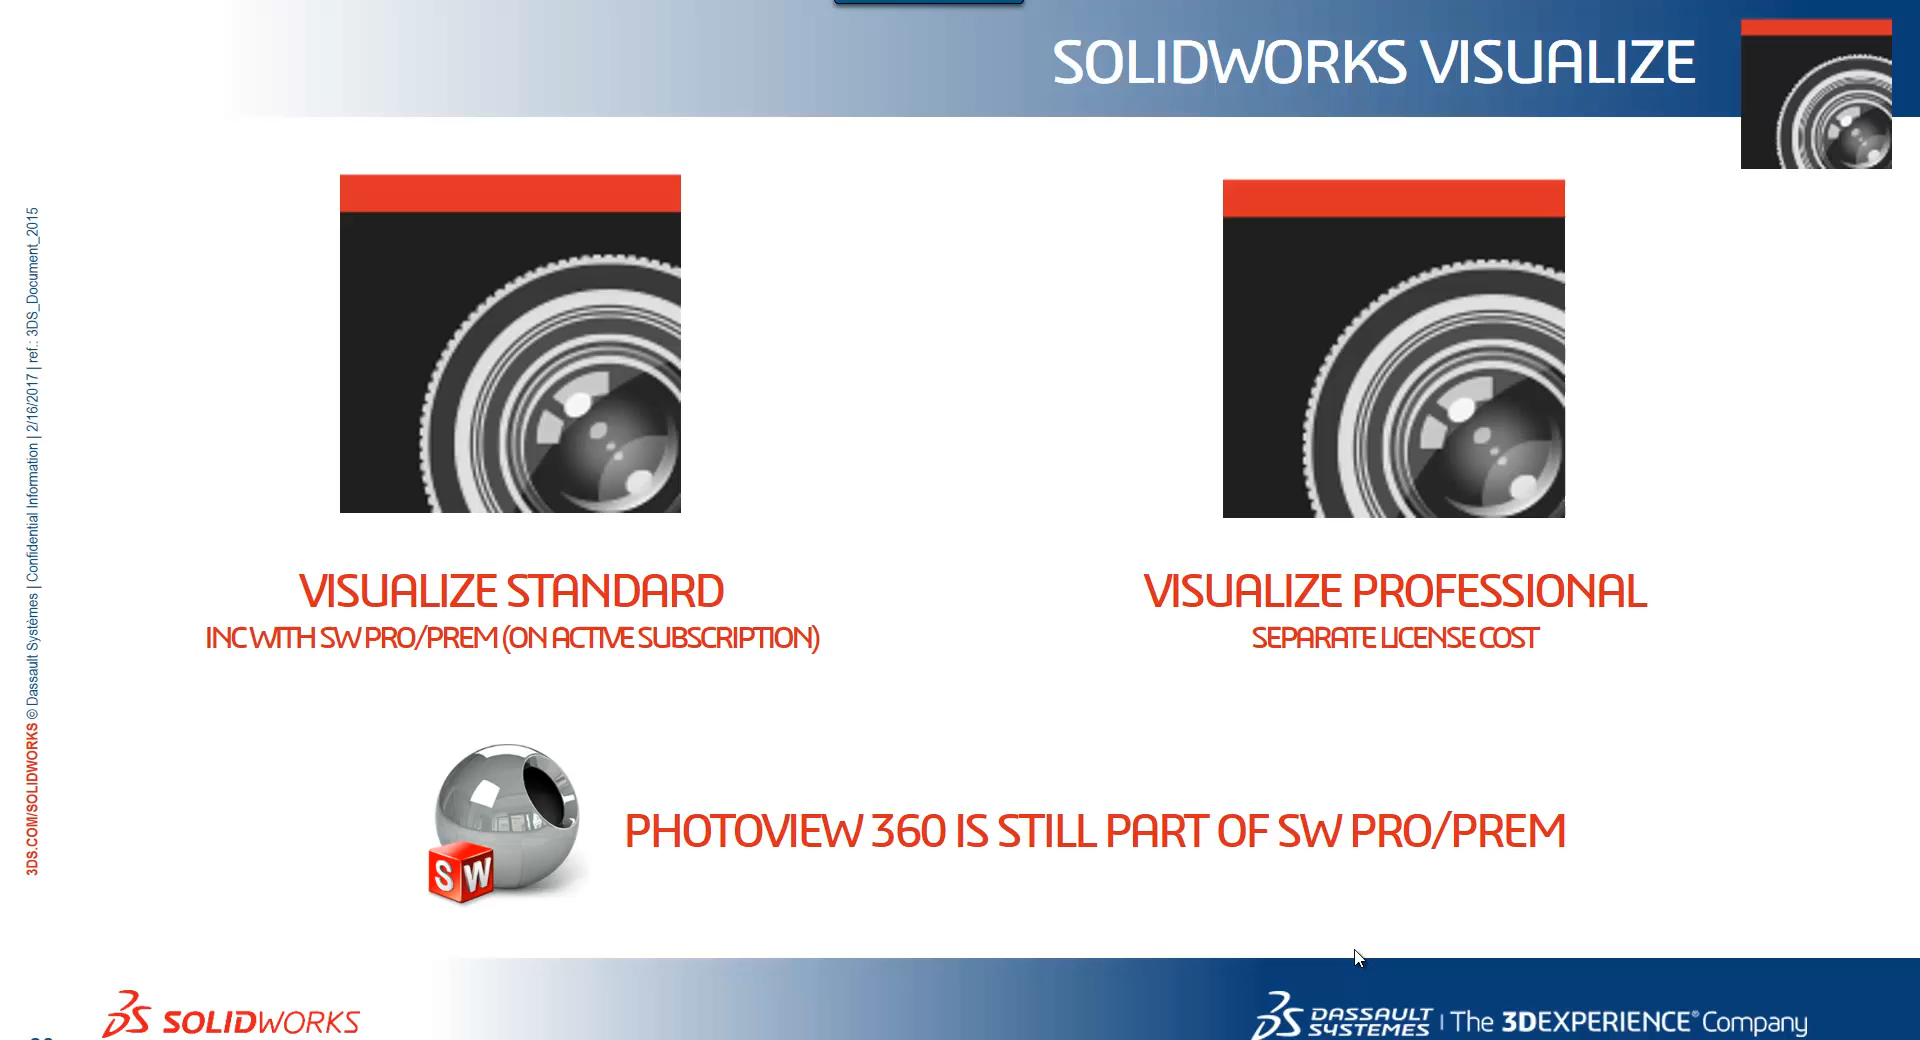 SOLIDWORKS VISUALIZE
3DS.COM/SOLIDWORKS © Dassault Systèmes | Confidential Information | 2/16/2017 | ref.: 3DS_Document_2015
VISUALIZE STANDARD
INC WITH SW PRO/PREM (ON ACTIVE SUBSCRIPTION)
VISUALIZE PROFESSIONAL
SEPARATE LICENSE COST
SW
PHOTOVIEW 360 IS STILL PART OF SW PRO/PREM
SOLIDWORKS
DASSAULT SYSTEMES | The 3DEXPERIENCE® Company